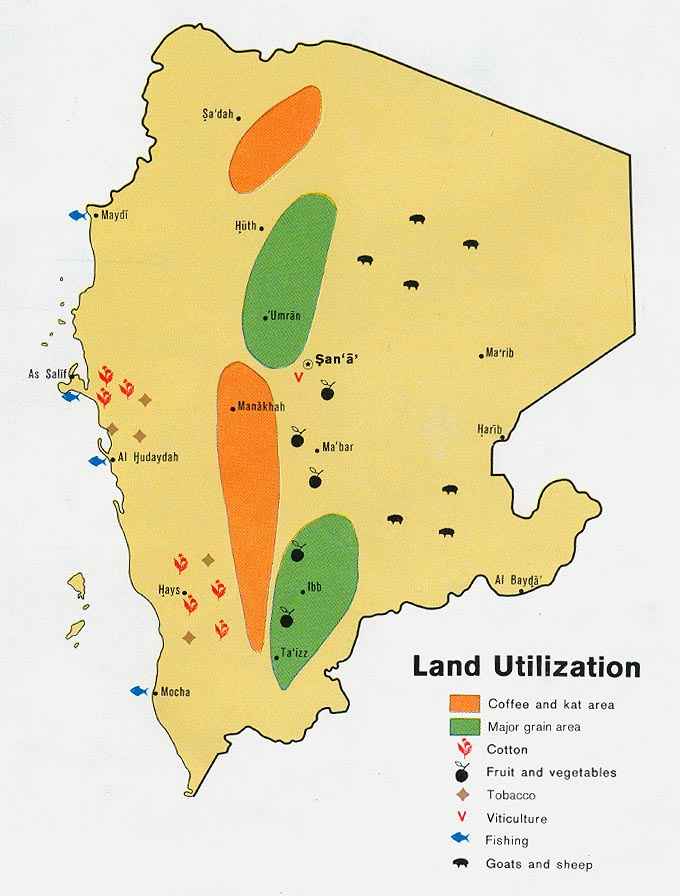 Ṣa'dah
Maydī
Ḥūth
'Umrān
Ṣan'ā'
V
Ma'rib
As Salīf
Manākhah
Ḥarīb
Ma'bar
Al Ḥudaydah
Ḥays
Ibb
Al Bayḍā'
Ta'izz
Mocha
Land Utilization
Coffee and kat area
Major grain area
Cotton
Fruit and vegetables
Tobacco
V Viticulture
Fishing
Goats and sheep